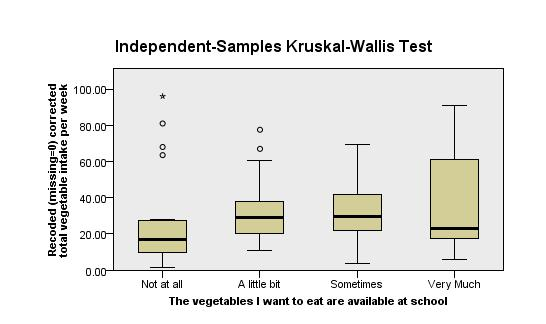 Independent-Samples Kruskal-Wallis Test
Recoded (missing=0) corrected
total vegetable intake per week
100.00
80.00
60.00
40.00
20.00
0.00
Not at all
A little bit
Sometimes
Very Much
The vegetables I want to eat are available at school